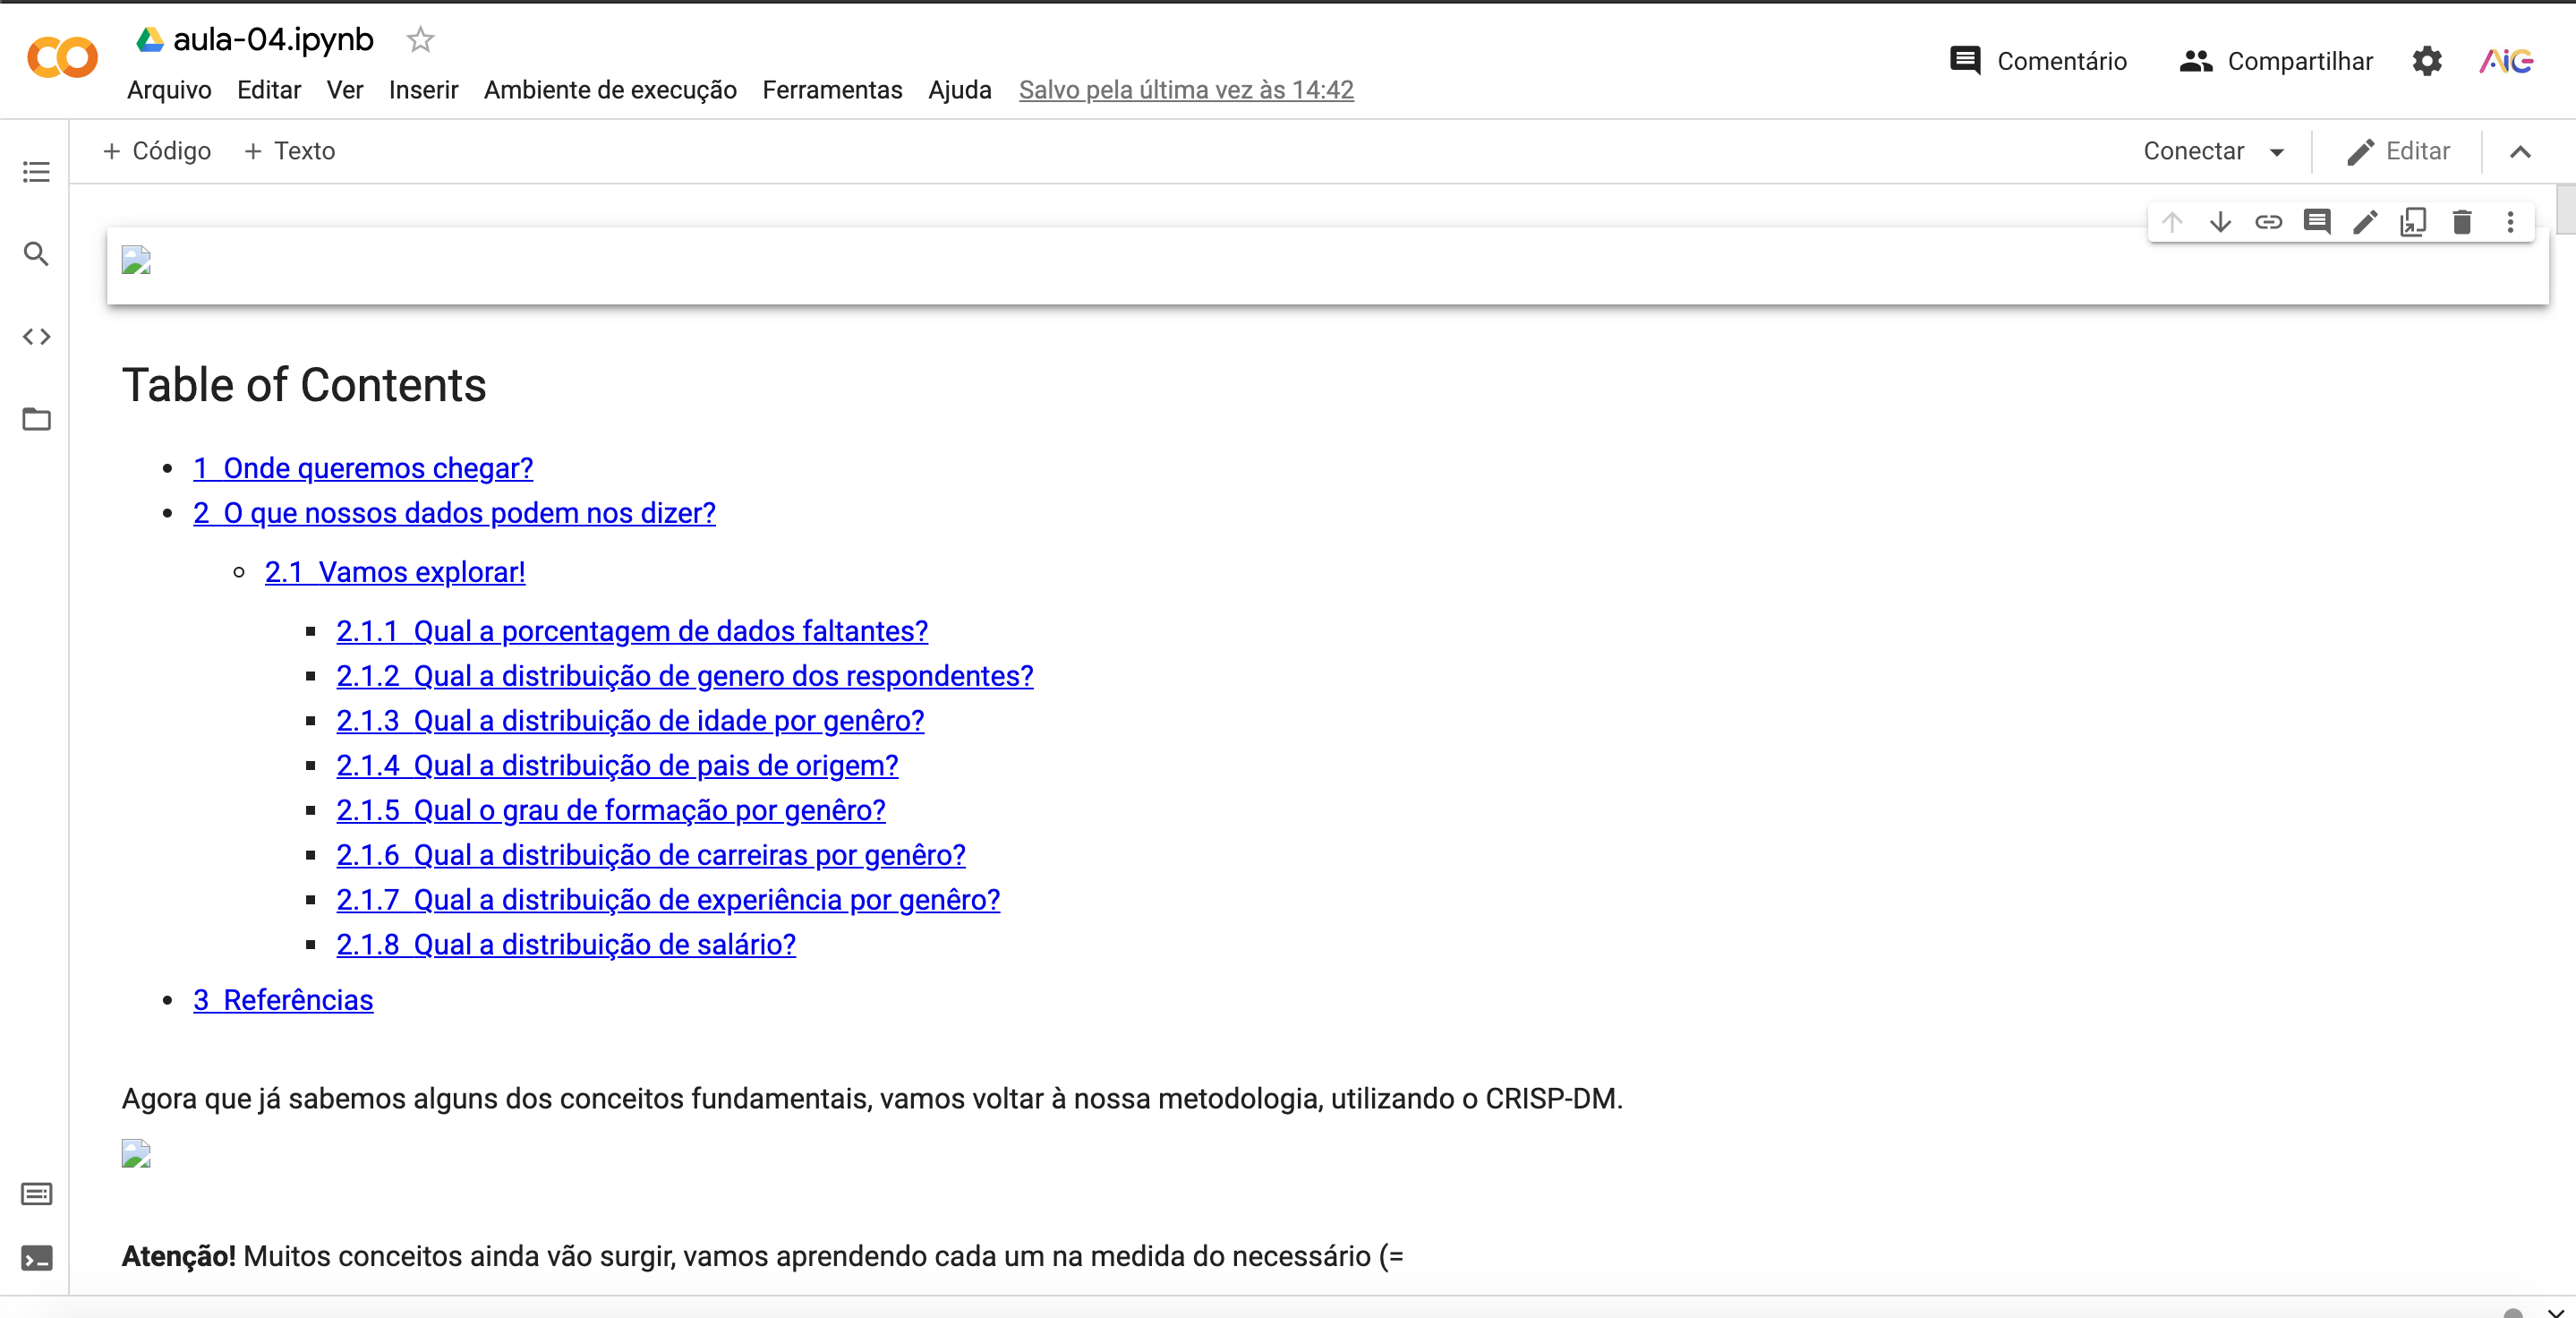 aula-04.ipynb
Comentário Compartilhar AiG
Arquivo Editar Ver Inserir Ambiente de execução Ferramentas Ajuda Salvo pela última vez às 14:42
+ Código + Texto Conectar Editar
Table of Contents
1 Onde queremos chegar?
2 O que nossos dados podem nos dizer?
2.1 Vamos explorar!
2.1.1 Qual a porcentagem de dados faltantes?
2.1.2 Qual a distribuição de genero dos respondentes?
2.1.3 Qual a distribuição de idade por genêro?
2.1.4 Qual a distribuição de pais de origem?
2.1.5 Qual o grau de formação por genêro?
2.1.6 Qual a distribuição de carreiras por genêro?
2.1.7 Qual a distribuição de experiência por genêro?
2.1.8 Qual a distribuição de salário?
3 Referências
Agora que já sabemos alguns dos conceitos fundamentais, vamos voltar à nossa metodologia, utilizando o CRISP-DM.
Atenção! Muitos conceitos ainda vão surgir, vamos aprendendo cada um na medida do necessário (=